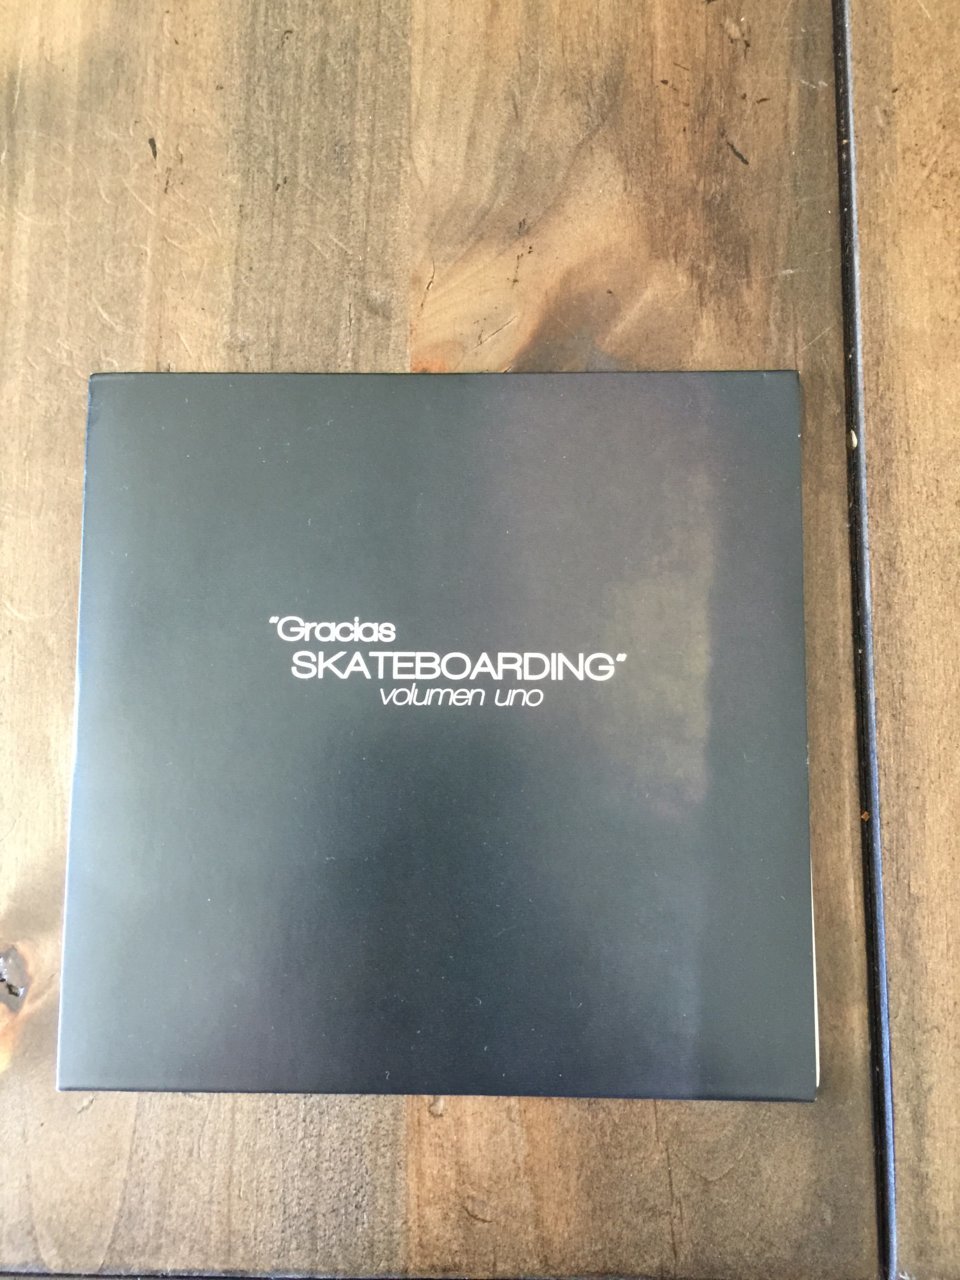 “Gracias
SKATEBOARDING“
volumen uno